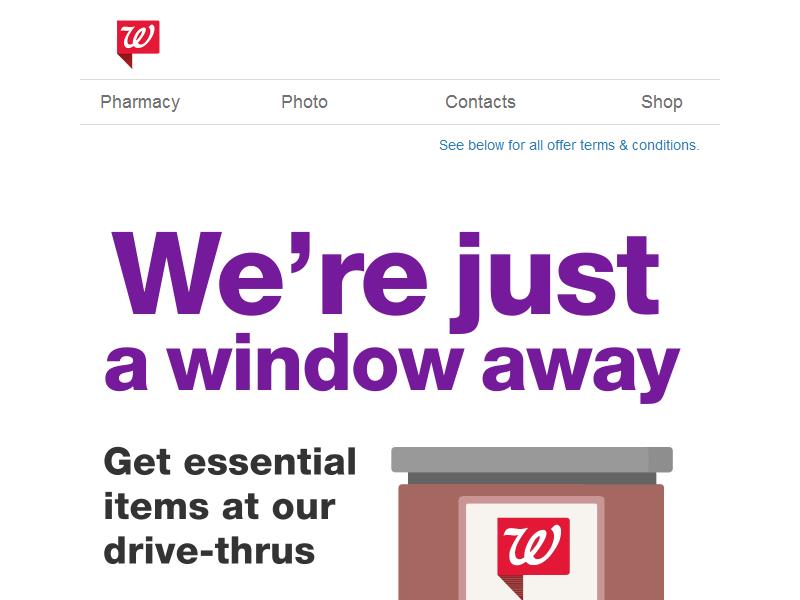 Pharmacy Photo Contacts Shop
See below for all offer terms & conditions.
We’re just
a window away
Get essential
items at our
drive-thrus